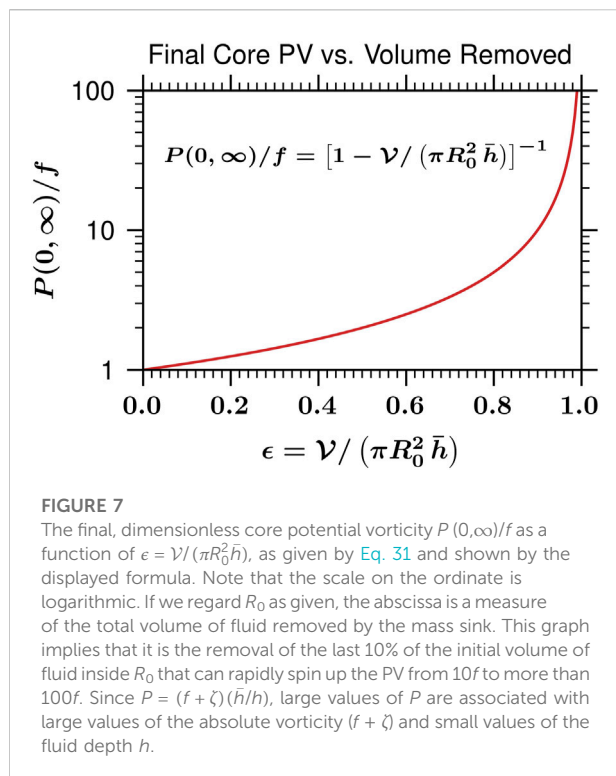 Final Core PV vs. Volume Removed
100
P(0, ∞)/f = [1 − 𝒱/ (πR₀² h̄)]⁻¹
P(0, ∞)/f
10
1
0.0 0.2 0.4 0.6 0.8 1.0
ϵ = 𝒱/ (πR₀² h̄)
FIGURE 7
The final, dimensionless core potential vorticity P (0,∞)/f as a
function of ϵ = 𝒱/(πR₀²h̄), as given by Eq. 31 and shown by the
displayed formula. Note that the scale on the ordinate is
logarithmic. If we regard R₀ as given, the abscissa is a measure
of the total volume of fluid removed by the mass sink. This graph
implies that it is the removal of the last 10% of the initial volume of
fluid inside R₀ that can rapidly spin up the PV from 10f to more than
100f. Since P = (f + ζ)(h̄/h), large values of P are associated with
large values of the absolute vorticity (f + ζ) and small values of the
fluid depth h.